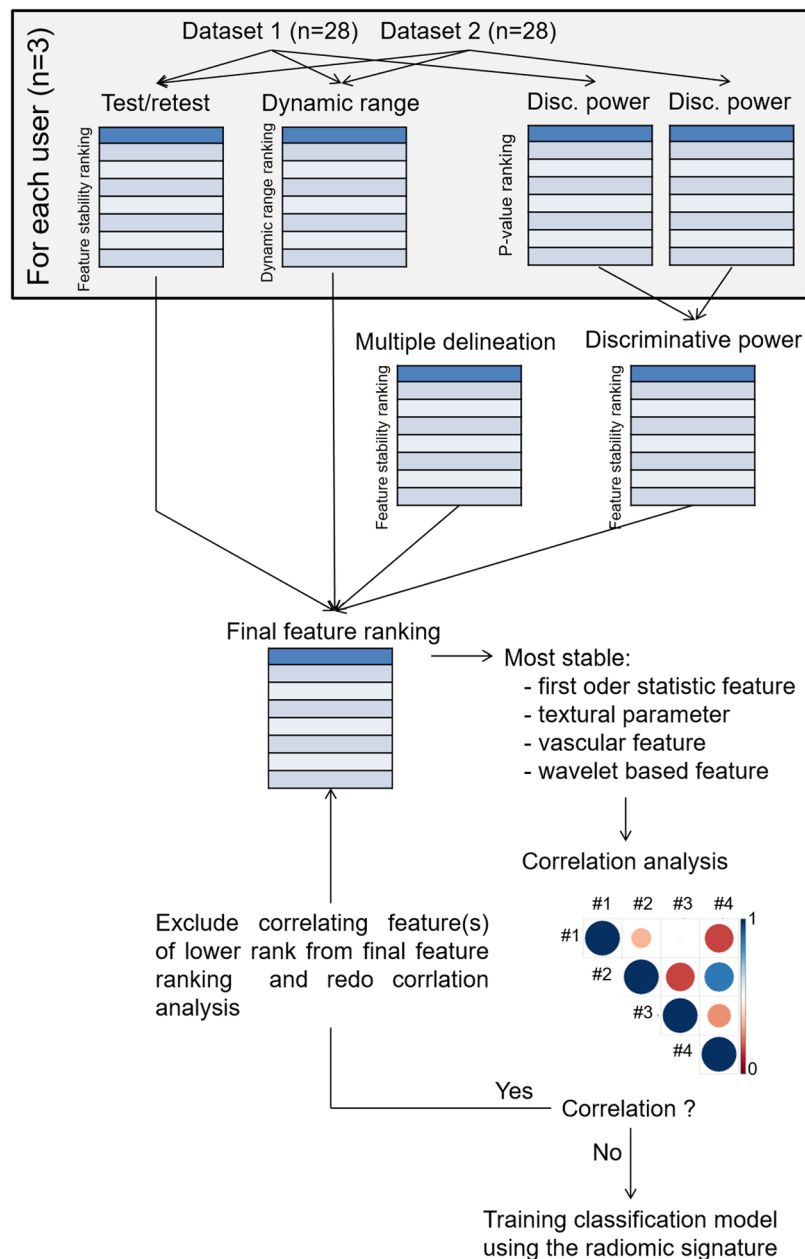 For each user (n=3)
Dataset 1 (n=28) Dataset 2 (n=28)
Test/retest
Dynamic range
Disc. power
Disc. power
Feature stability ranking
Dynamic range ranking
P-value ranking
Multiple delineation
Discriminative power
Feature stability ranking
Feature stability ranking
Final feature ranking
Most stable:
- first oder statistic feature
- textural parameter
- vascular feature
- wavelet based feature
Correlation analysis
#1 #2 #3 #4
#1
#2
#3
#4
1
0
Exclude correlating feature(s)
of lower rank from final feature
ranking and redo corrlation
analysis
Yes
Correlation ?
No
Training classification model
using the radiomic signature